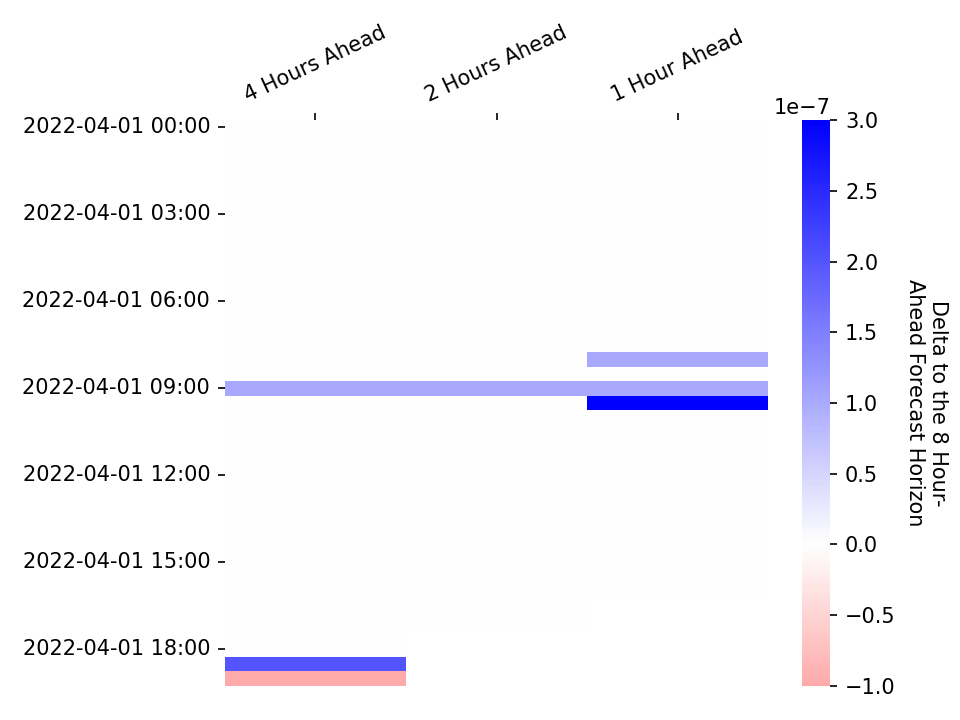 4 Hours Ahead
2 Hours Ahead
1 Hour Ahead
1e−7
2022-04-01 00:00
2022-04-01 03:00
2022-04-01 06:00
2022-04-01 09:00
2022-04-01 12:00
2022-04-01 15:00
2022-04-01 18:00
3.0
2.5
2.0
1.5
1.0
0.5
0.0
−0.5
−1.0
Delta to the 8 Hour-
Ahead Forecast Horizon